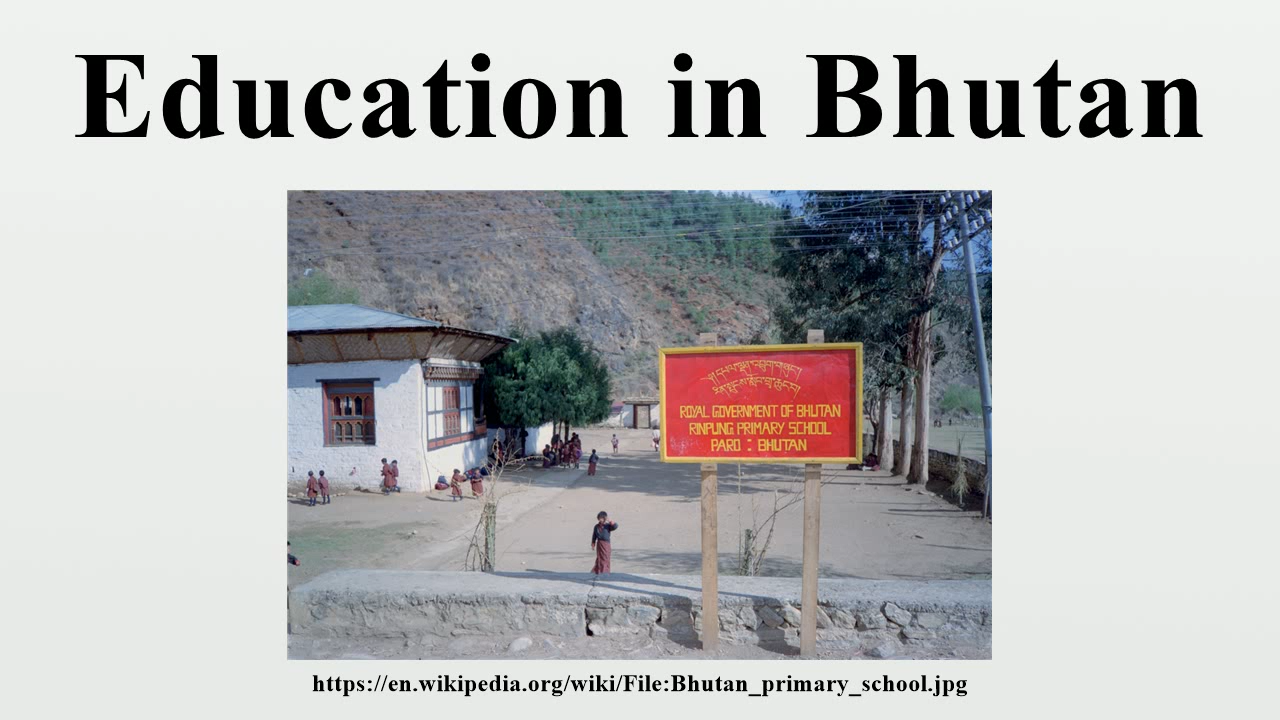 Education in Bhutan
ROYAL GOVERNMENT OF BHUTAN
RINPUNG PRIMARY SCHOOL
PARO : BHUTAN
https://en.wikipedia.org/wiki/File:Bhutan_primary_school.jpg